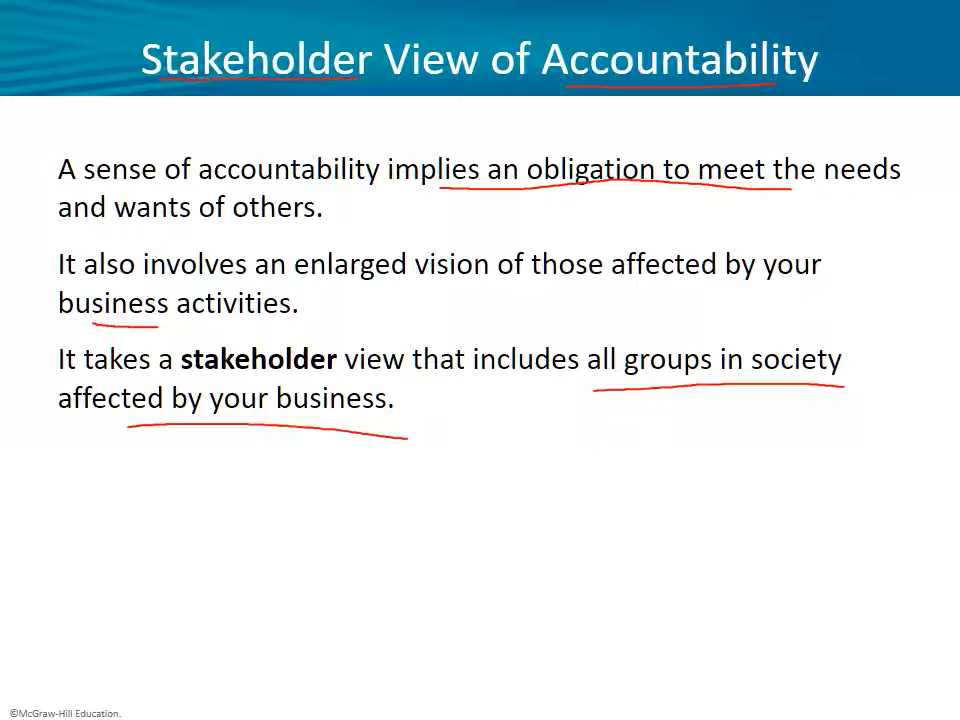 Stakeholder View of Accountability
A sense of accountability implies an obligation to meet the needs
and wants of others.
It also involves an enlarged vision of those affected by your
business activities.
It takes a stakeholder view that includes all groups in society
affected by your business.
©McGraw-Hill Education.